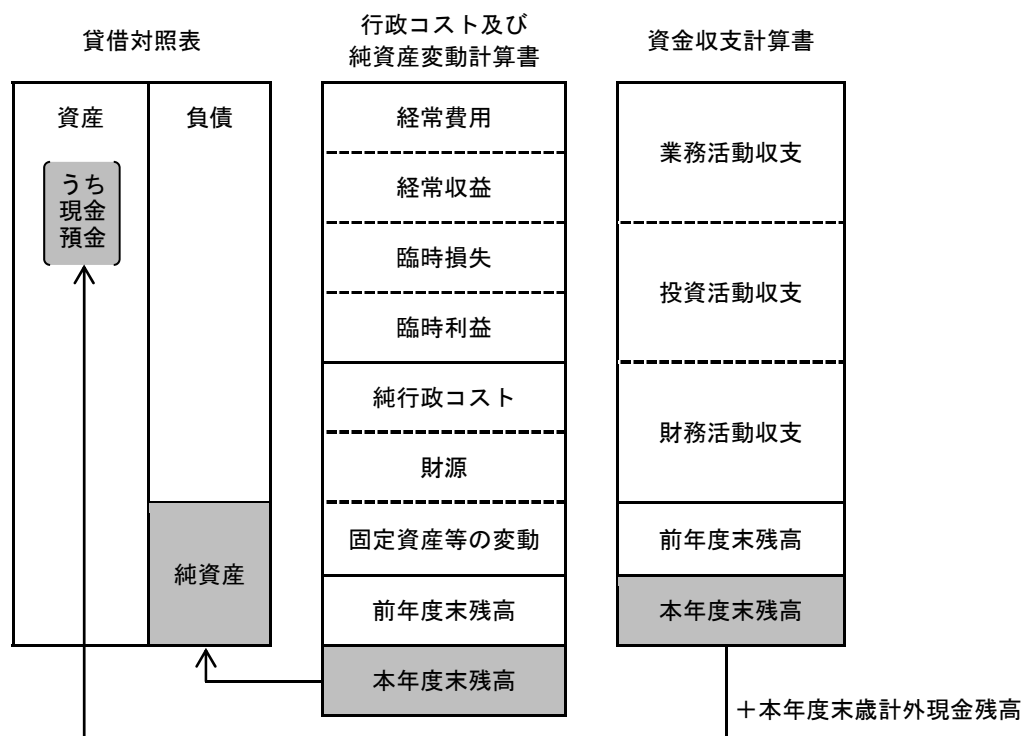 貸借対照表
資産
負債
うち
現金
預金
純資産
行政コスト及び
純資産変動計算書
経常費用
経常収益
臨時損失
臨時利益
純行政コスト
財源
固定資産等の変動
前年度末残高
本年度末残高
資金収支計算書
業務活動収支
投資活動収支
財務活動収支
前年度末残高
本年度末残高
＋本年度末歳計外現金残高